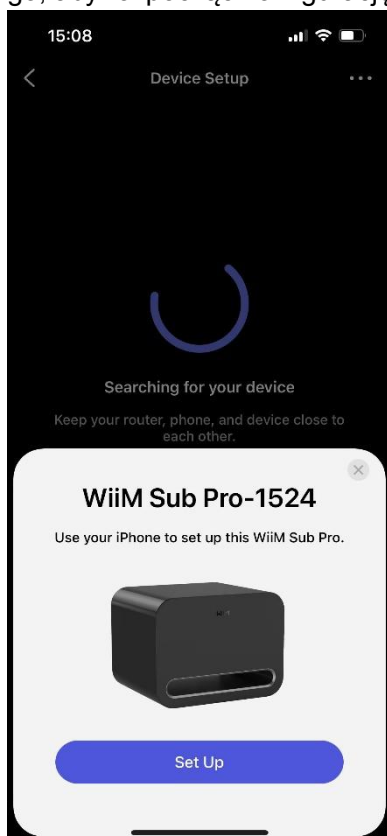 15:08
Device Setup
Searching for your device
Keep your router, phone, and device close to
each other.
WiiM Sub Pro-1524
Use your iPhone to set up this WiiM Sub Pro.
WiiM
Set Up